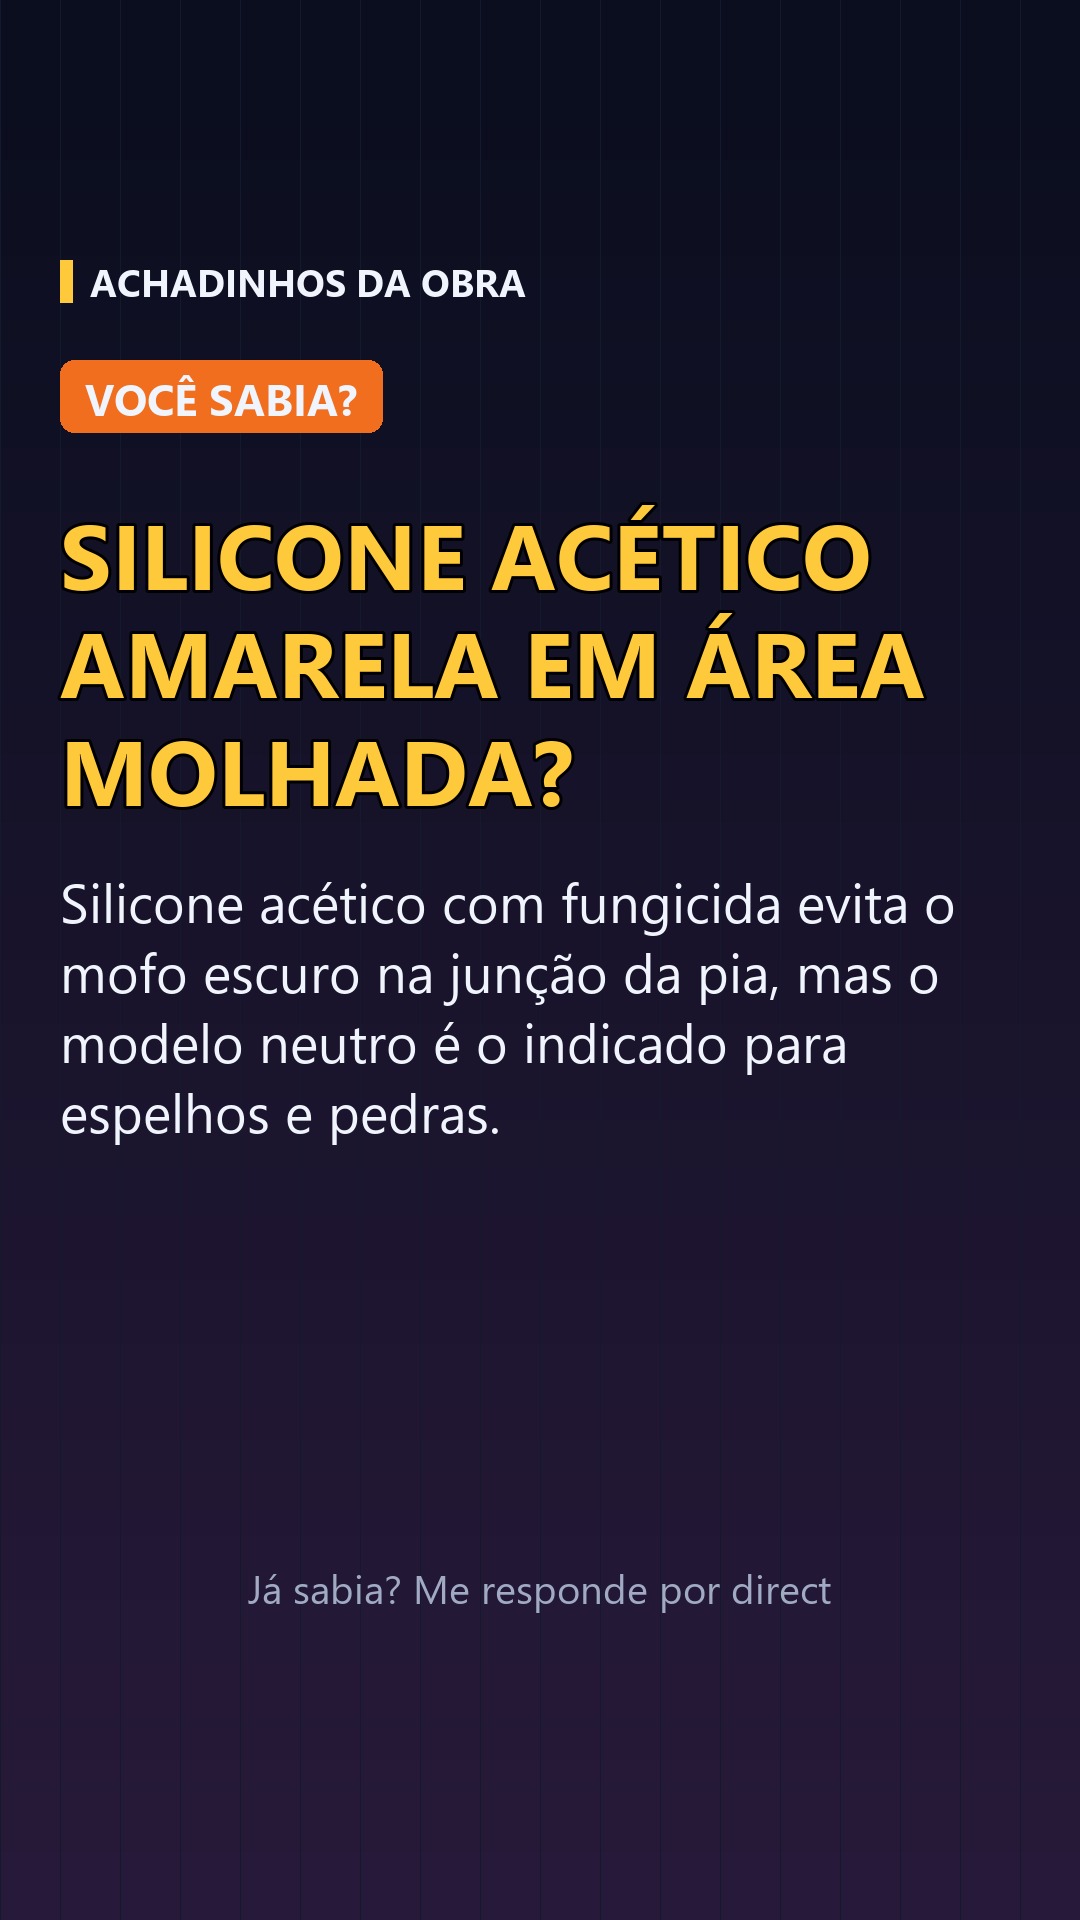 ACHADINHOS DA OBRA
VOCÊ SABIA?
SILICONE ACÉTICO
AMARELA EM ÁREA
MOLHADA?
Silicone acético com fungicida evita o
mofo escuro na junção da pia, mas o
modelo neutro é o indicado para
espelhos e pedras.
Já sabia? Me responde por direct